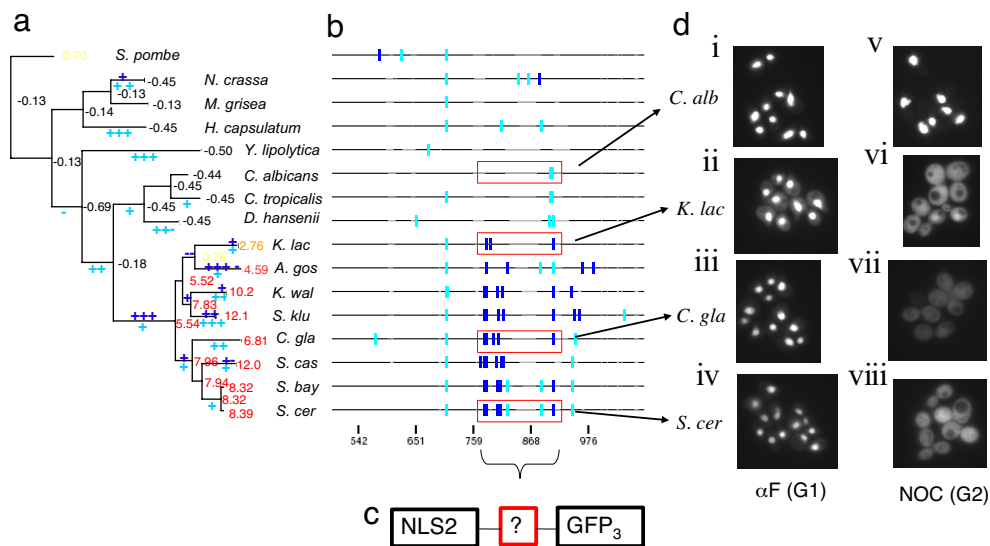 a
b
d
0.70 S. pombe
-0.13
+ -0.45 N. crassa
-0.13
++
-0.14 -0.13 M. grisea
-0.45 H. capsulatum
+++
-0.13
-0.50 Y. lipolytica
+++
-0.44 C. albicans
-0.45
-0.69 -0.45 -0.45 C. tropicalis
+ +
-
-0.45 D. hansenii
++-
-0.18
++
+ 2.76 K. lac
+
-- 0.76
+++- 4.59 A. gos
+
5.52
+ 10.2 K. wal
+ ++
7.83
+++ ++ 12.1 S. klu
+ 5.54 +++
6.81 C. gla
++
+ 7.96 +- 12.0 S. cas
+ +
7.94 8.32 S. bay
8.32
+ 8.39 S. cer
542 651 759 868 976
C. alb
K. lac
C. gla
S. cer
c NLS2 ? GFP3
i v
ii vi
iii vii
iv viii
αF (G1) NOC (G2)